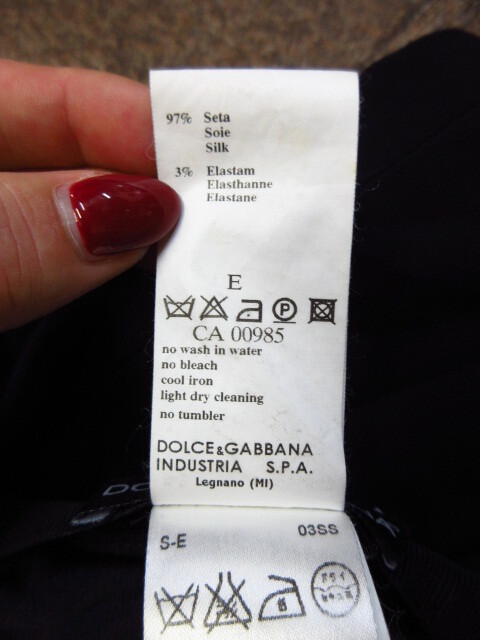 97% Seta
Soie
Silk
3% Elastam
Elasthanne
Elastane
E
P
CA 00985
no wash in water
no bleach
cool iron
light dry cleaning
no tumbler
DOLCE&GABBANA
INDUSTRIA S.P.A.
Legnano (MI)
DO
S-E 03SS